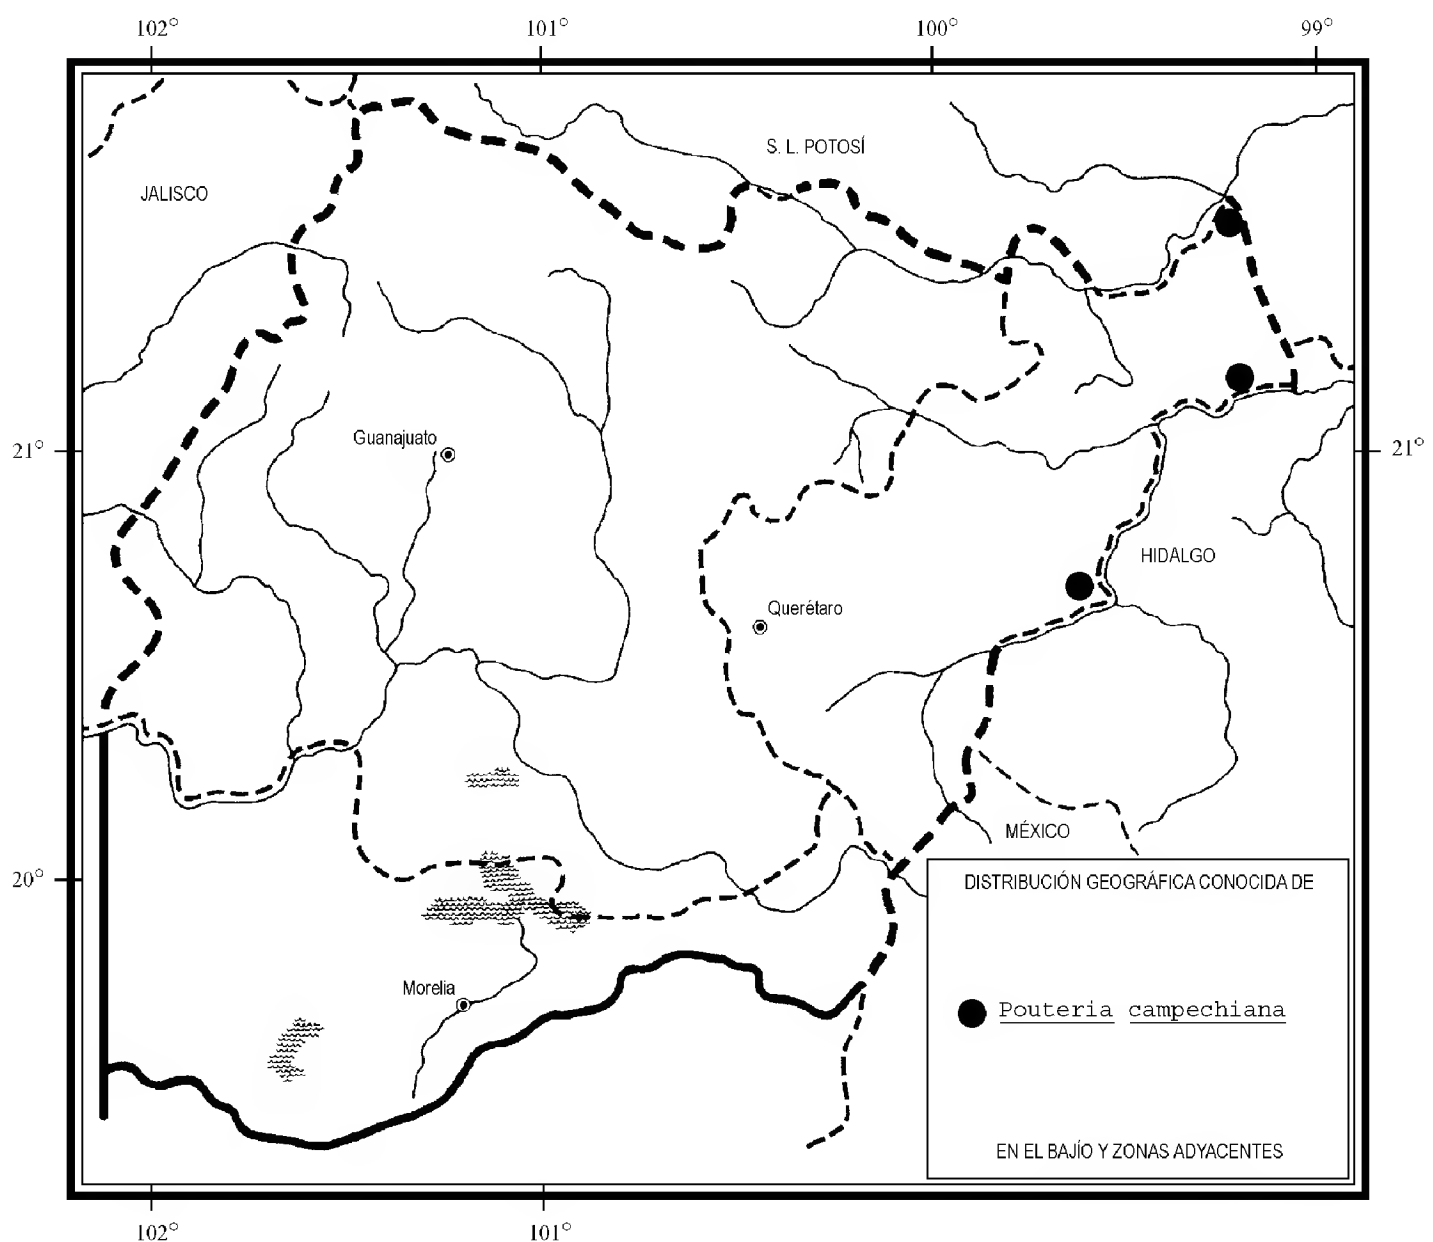 102° 101° 100° 99°
S. L. POTOSÍ
JALISCO
Guanajuato
21° 21°
HIDALGO
Querétaro
MÉXICO
20°
DISTRIBUCIÓN GEOGRÁFICA CONOCIDA DE
Morelia
Pouteria campechiana
EN EL BAJÍO Y ZONAS ADYACENTES
102° 101°